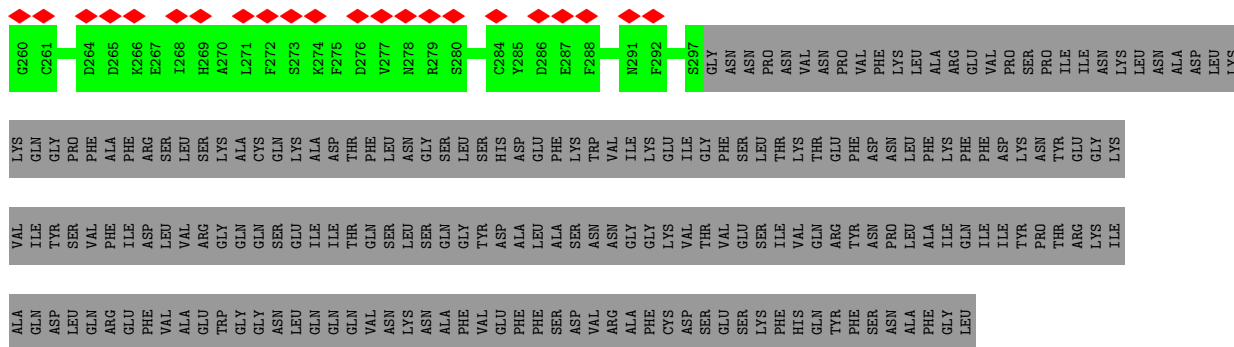 G260 C261 D264 D265 K266 E267 I268 H269 A270 L271 F272 S273 K274 F275 D276 V277 N278 R279 S280 C284 Y285 D286 E287 F288 N291 F292 S297 GLY ASN ASN PRO ASN VAL ASN PRO VAL PHE LYS LEU ALA ARG GLU VAL PRO SER PRO ILE ILE ASN LYS LEU ASN ALA ASP LEU LYS
LYS GLN GLY PRO PHE ALA PHE ARG SER LEU SER LYS ALA CYS GLN LYS ALA ASP THR PHE LEU ASN GLY SER LEU SER HIS ASP GLU PHE LYS TRP VAL ILE LYS GLU ILE GLY PHE SER LEU THR LYS THR GLU PHE ASP ASN LEU PHE LYS PHE PHE ASP LYS ASN TYR GLU GLY LYS
VAL ILE TYR SER VAL PHE ILE ASP LEU VAL ARG GLY GLN GLN SER GLU ILE ILE THR GLN SER LEU SER GLN GLY TYR ASP ALA LEU ALA SER ASN ASN GLY GLY LYS VAL THR VAL GLU SER ILE VAL GLN ARG TYR ASN PRO LEU ALA ILE GLN ILE ILE TYR PRO THR ARG LYS ILE
ALA GLN ASP LEU GLN ARG GLU PHE VAL ALA GLU TRP GLY GLY ASN LEU GLN GLN GLN VAL ASN LYS ASN ALA PHE VAL GLU PHE PHE SER ASP VAL ARG ALA PHE CYS ASP SER GLU SER LYS PHE HIS GLN TYR PHE SER ASN ALA PHE GLY LEU